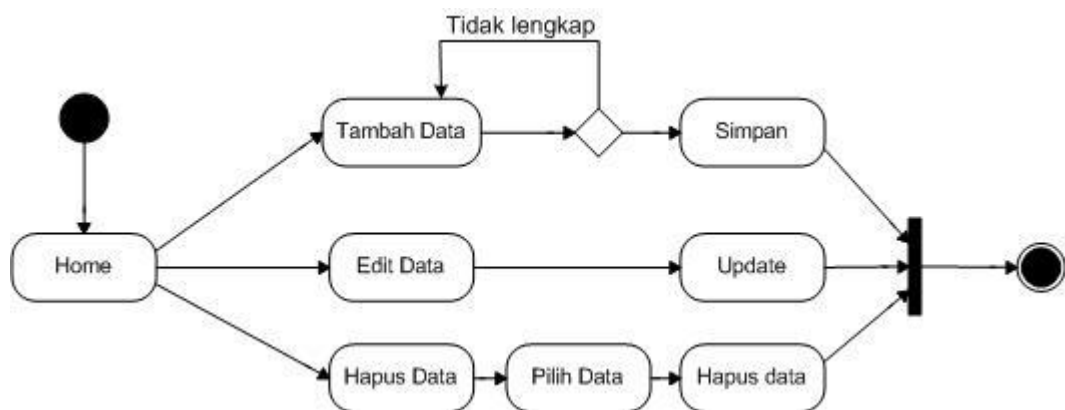 Tidak lengkap
Tambah Data
Simpan
Home
Edit Data
Update
Hapus Data
Pilih Data
Hapus data